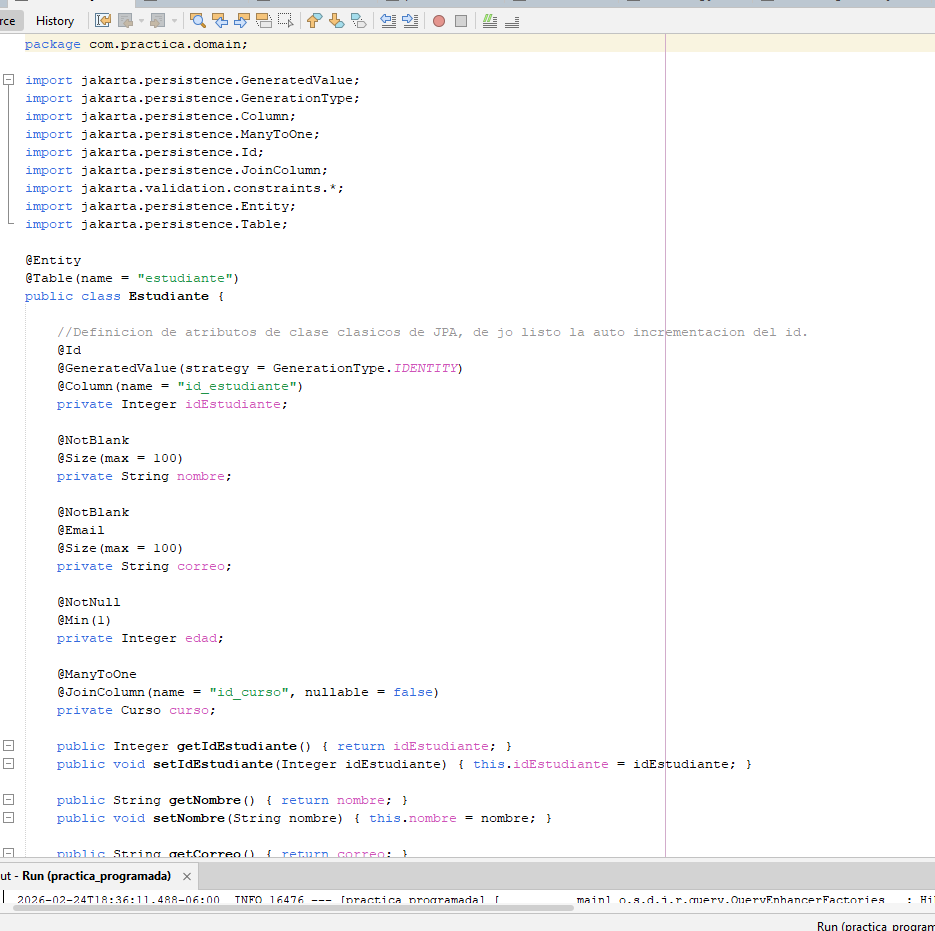 History
package com.practica.domain;
import jakarta.persistence.GeneratedValue;
import jakarta.persistence.GenerationType;
import jakarta.persistence.Column;
import jakarta.persistence.ManyToOne;
import jakarta.persistence.Id;
import jakarta.persistence.JoinColumn;
import jakarta.validation.constraints.*;
import jakarta.persistence.Entity;
import jakarta.persistence.Table;
@Entity
@Table(name = "estudiante")
public class Estudiante {
//Definicion de atributos de clase clasicos de JPA, de jo listo la auto incrementacion del id.
@Id
@GeneratedValue(strategy = GenerationType.IDENTITY)
@Column(name = "id_estudiante")
private Integer idEstudiante;
@NotBlank
@Size(max = 100)
private String nombre;
@NotBlank
@Email
@Size(max = 100)
private String correo;
@NotNull
@Min(1)
private Integer edad;
@ManyToOne
@JoinColumn(name = "id_curso", nullable = false)
private Curso curso;
public Integer getIdEstudiante() { return idEstudiante; }
public void setIdEstudiante(Integer idEstudiante) { this.idEstudiante = idEstudiante; }
public String getNombre() { return nombre; }
public void setNombre(String nombre) { this.nombre = nombre; }
public String getCorreo() { return correo; }
ut - Run (practica_programada)
2026-02-24T18:36:11.488-06:00 INFO 16476 --- [practica_programada] [ main] o.s.d.j.r.query.QueryEnhancerFactories :
Run (practica_program